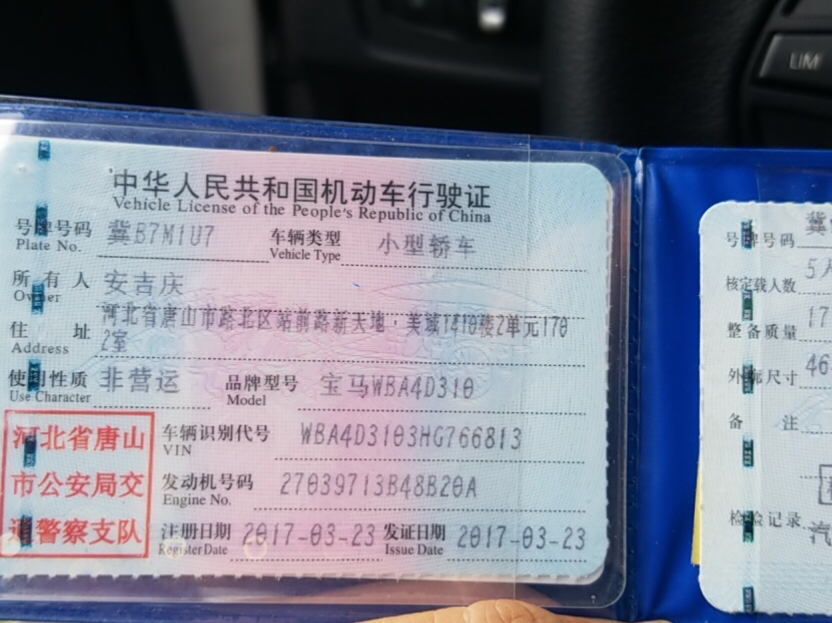 LIM
中华人民共和国机动车行驶证
Vehicle License of the People's Republic of China
号牌号码 冀B7M1U7 车辆类型 小型轿车
Plate No. Vehicle Type
所有人 安吉庆
Owner
河北省唐山市路北区站前路新天地·美域1410楼2单元170
住址 2室
Address
使用性质 非营运 品牌型号 宝马WBA4D310
Use Character Model
河北省唐山
市公安局交
通警察支队
车辆识别代号 WBA4D3103HG766813
VIN
发动机号码 27039713B48B20A
Engine No.
注册日期 2017-03-23 发证日期 2017-03-23
Register Date Issue Date
号牌号码 冀
核定载人数 5人
整备质量 17
外廓尺寸 46
备注
检验记录
汽